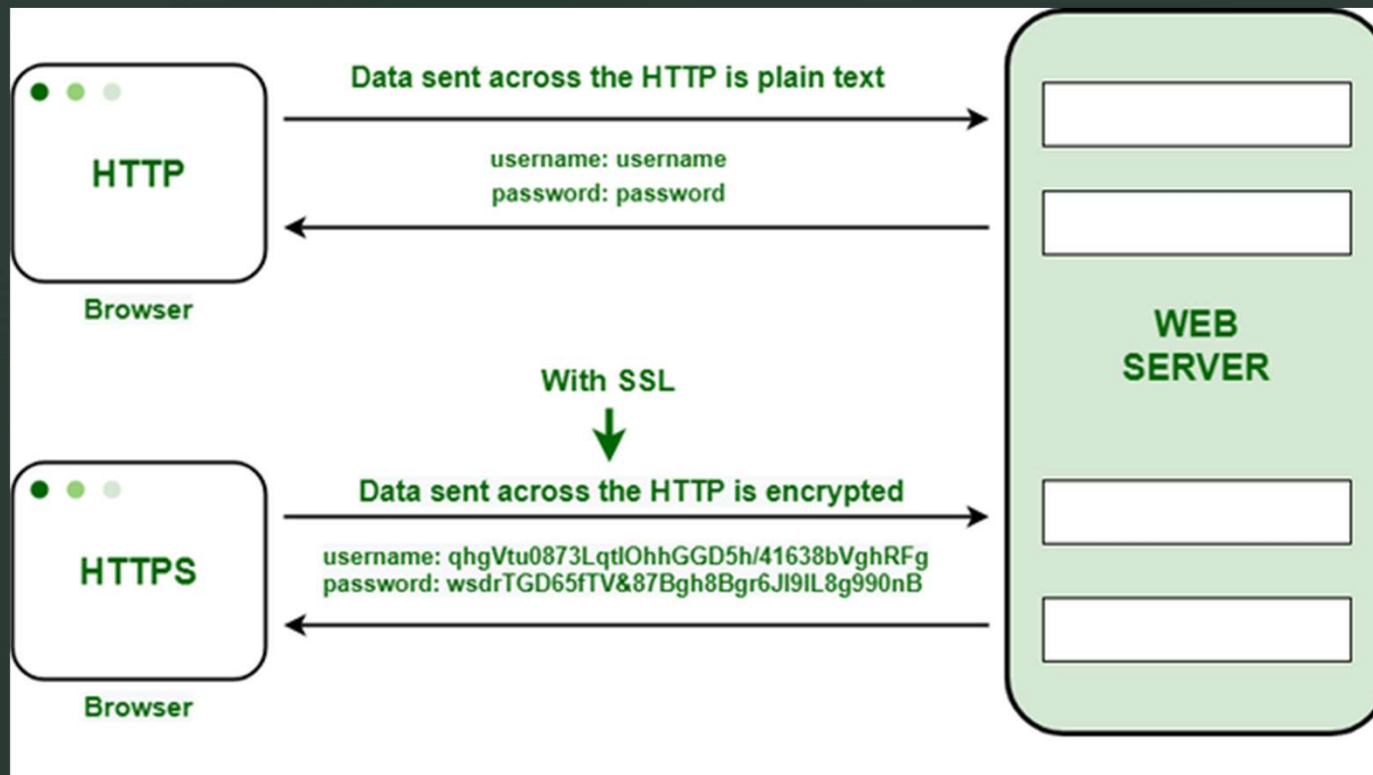 Data sent across the HTTP is plain text
HTTP
username: username
password: password
Browser
WEB
SERVER
With SSL
Data sent across the HTTP is encrypted
HTTPS
username: qhgVtu0873LqtIOhhGGD5h/41638bVghRFg
password: wsdrTGD65fTV&87Bgh8Bgr6JI9IL8g990nB
Browser